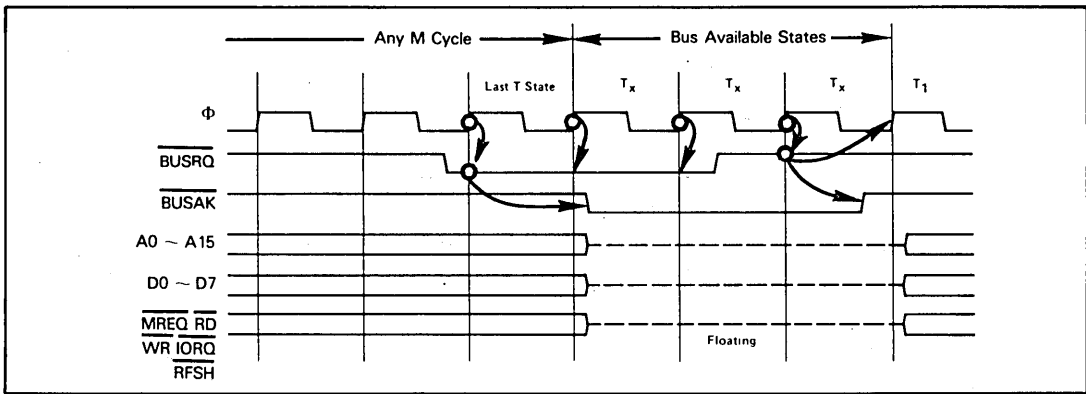 Any M Cycle Bus Available States
Last T State Tx Tx Tx T1
Φ
BUSRQ
BUSAK
A0 ~ A15
D0 ~ D7
MREQ RD
WR IORQ
Floating
RFSH